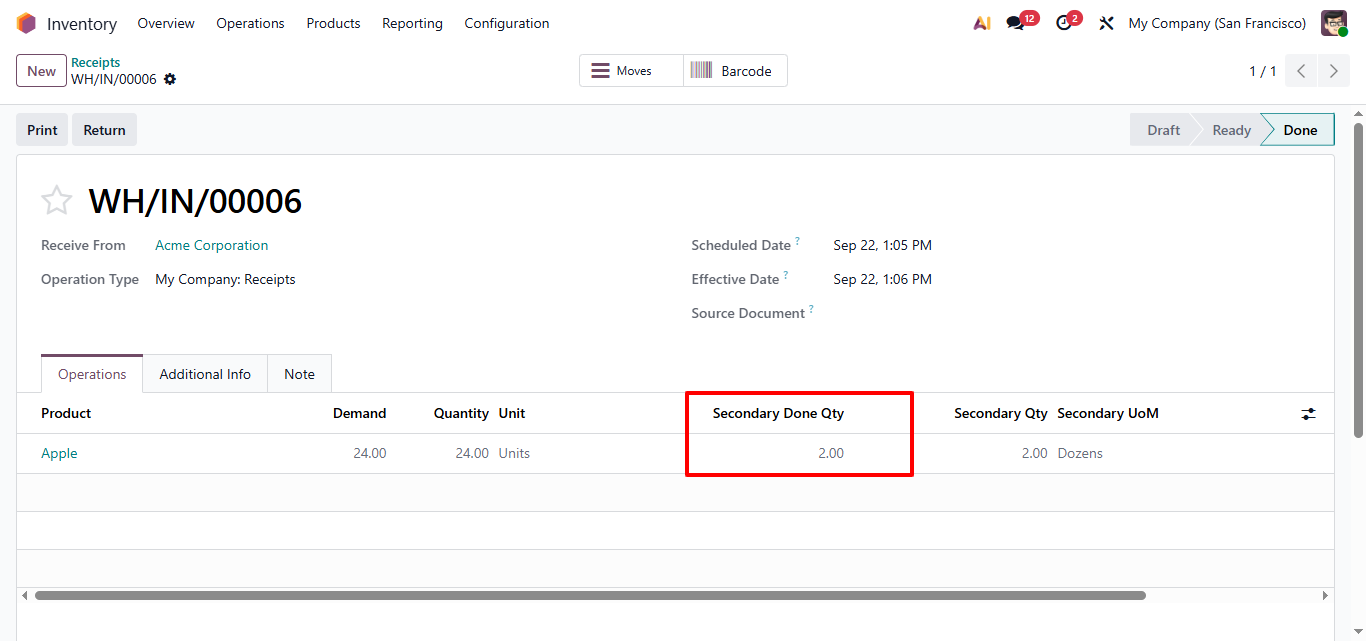 Inventory Overview Operations Products Reporting Configuration AI 12 2 My Company (San Francisco)
New Receipts
WH/IN/00006
Moves Barcode 1 / 1
Print Return Draft Ready Done
WH/IN/00006
Receive From Acme Corporation Scheduled Date ? Sep 22, 1:05 PM
Operation Type My Company: Receipts Effective Date ? Sep 22, 1:06 PM
Source Document ?
Operations Additional Info Note
Product Demand Quantity Unit Secondary Done Qty Secondary Qty Secondary UoM
Apple 24.00 24.00 Units 2.00 2.00 Dozens